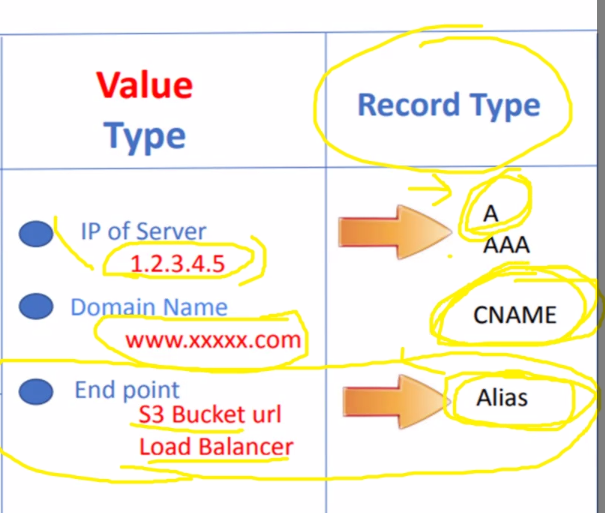 Value
Type
Record Type
IP of Server
1.2.3.4.5
A
AAA
Domain Name
www.xxxxx.com
CNAME
End point
S3 Bucket url
Load Balancer
Alias